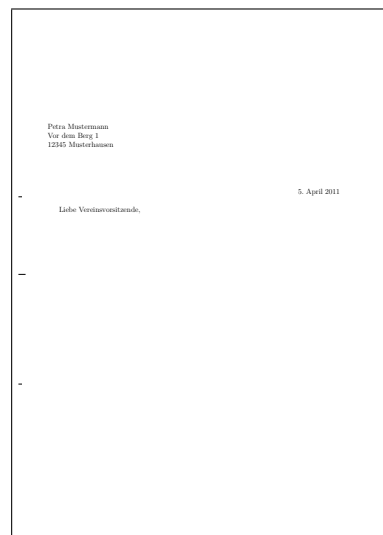 Petra Mustermann
Vor dem Berg 1
12345 Musterhausen
5. April 2011
Liebe Vereinsvorsitzende,